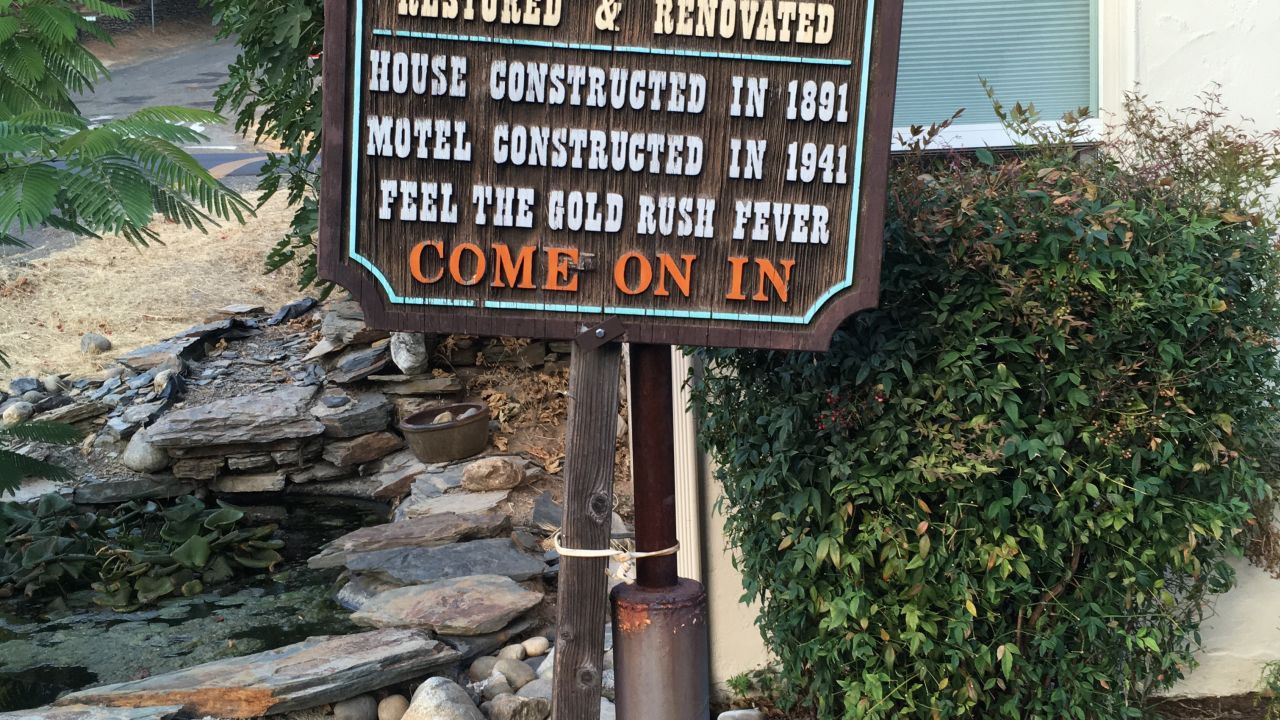 RESTORED & RENOVATED
HOUSE CONSTRUCTED IN 1891
MOTEL CONSTRUCTED IN 1941
FEEL THE GOLD RUSH FEVER
COME ON IN